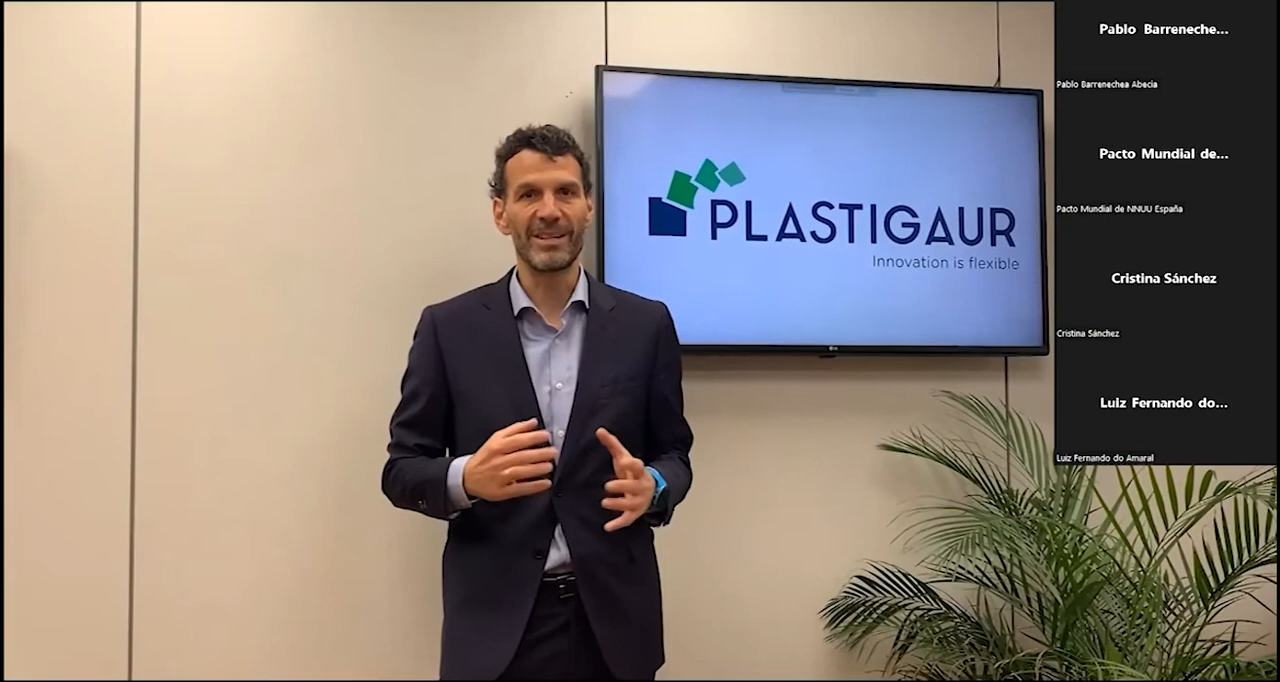 PLASTIGAUR
Innovation is flexible
LG
Pablo Barreneche...
Pablo Barrenechea Abecia
Pacto Mundial de...
Pacto Mundial de NNUU España
Cristina Sánchez
Cristina Sánchez
Luiz Fernando do...
Luiz Fernando do Amaral